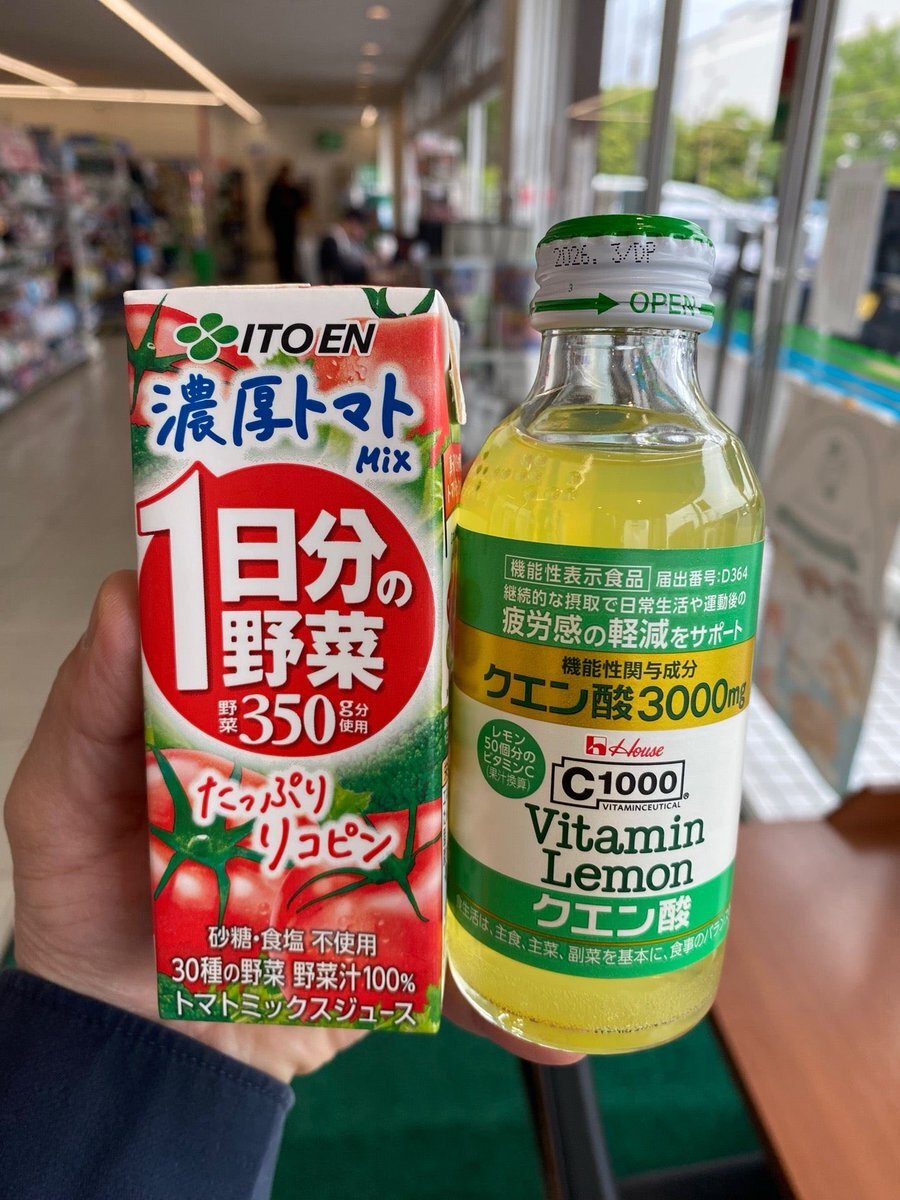 ITO EN
濃厚トマト
Mix
1日分の
野菜
野菜350g分使用
たっぷり
リコピン
砂糖・食塩 不使用
30種の野菜 野菜汁100%
トマトミックスジュース
2026. 3/DP
OPEN
機能性表示食品 届出番号:D364
継続的な摂取で日常生活や運動後の
疲労感の軽減をサポート
機能性関与成分
クエン酸3000mg
レモン
50個分の
ビタミンC
(果汁換算)
House
C1000
VITAMINCEUTICAL®
Vitamin
Lemon
クエン酸
生活は、主食、主菜、副菜を基本に、食事のバラン